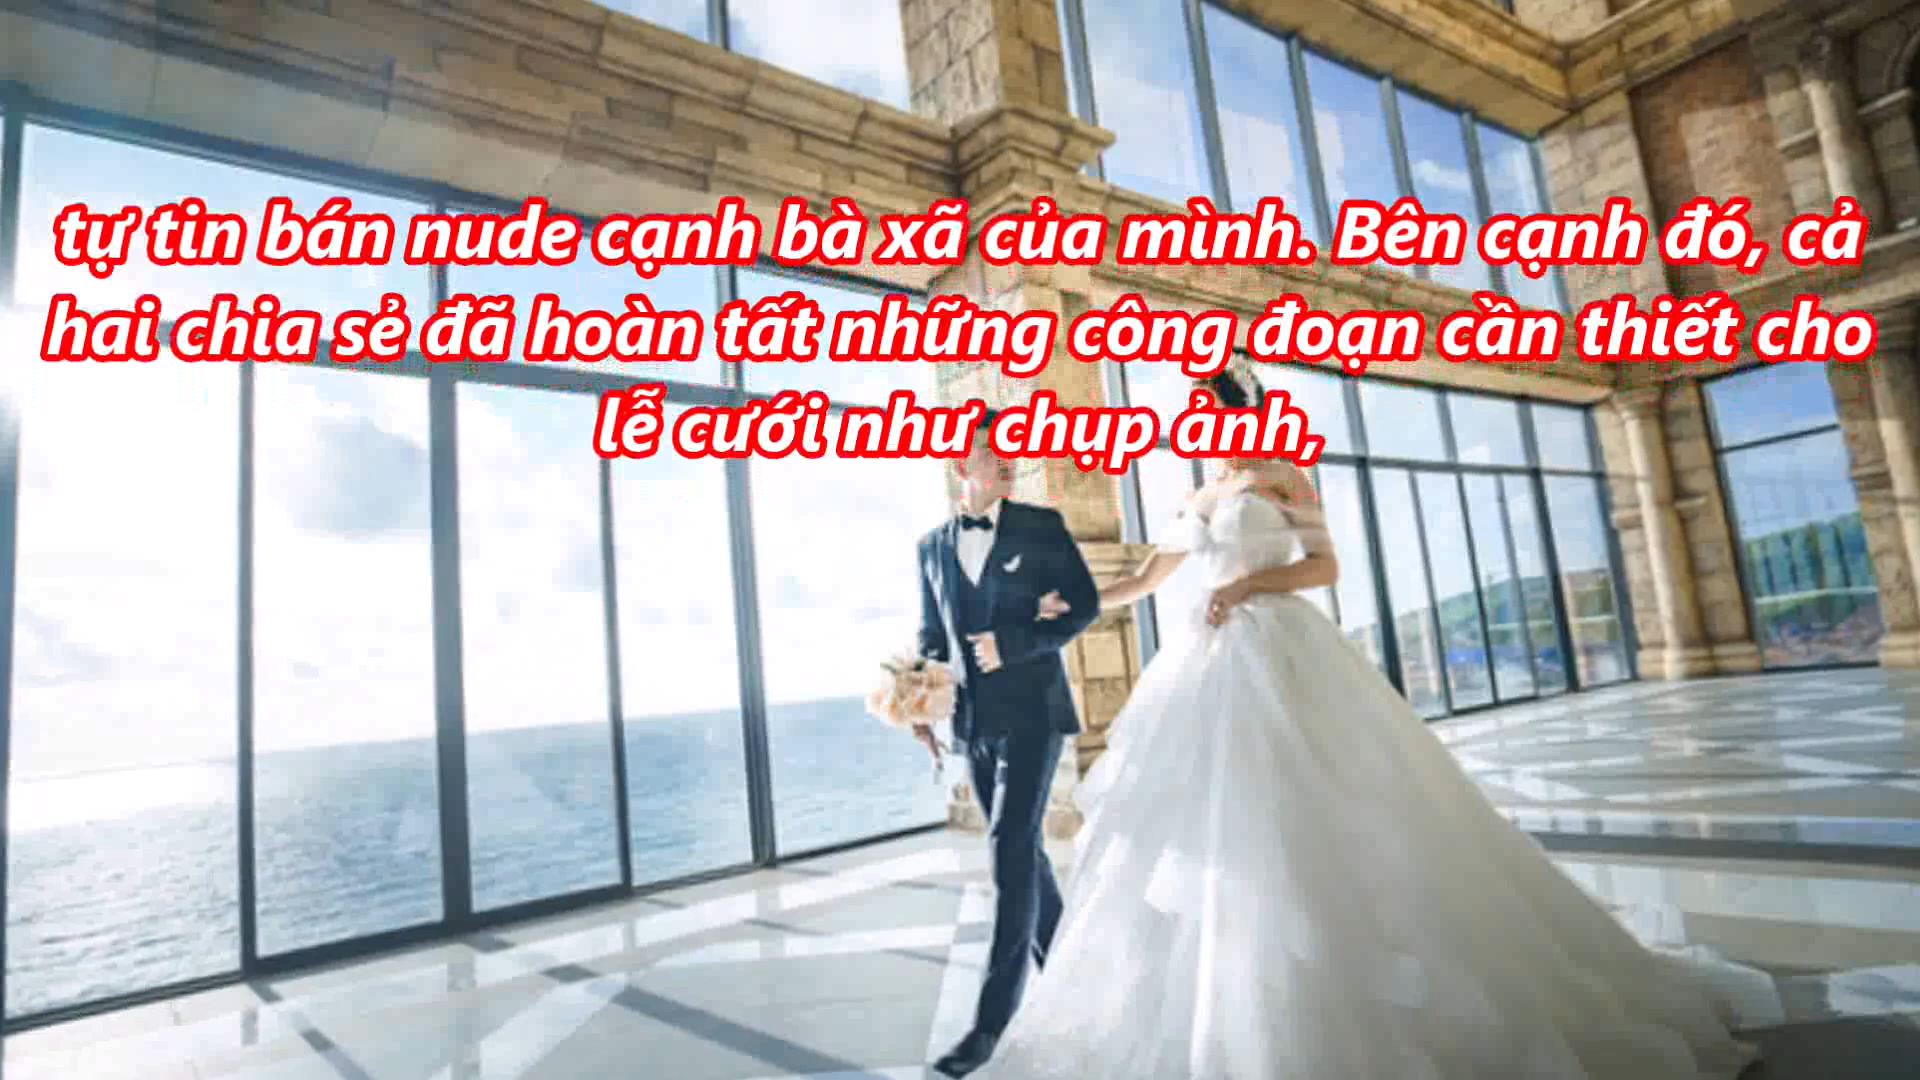 tự tin bán nude cạnh bà xã của mình. Bên cạnh đó, cả
hai chia sẻ đã hoàn tất những công đoạn cần thiết cho
lễ cưới như chụp ảnh,